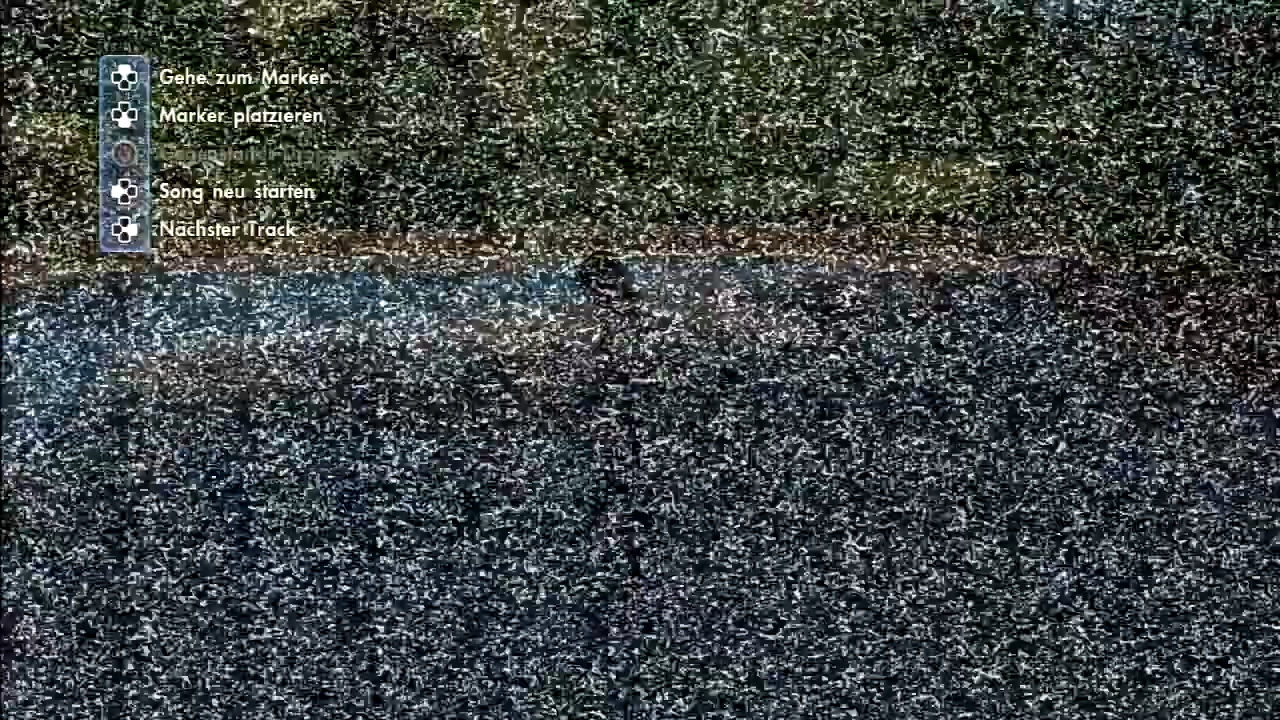 Gehe zum Marker
Marker platzieren
Song neu starten
Nächster Track